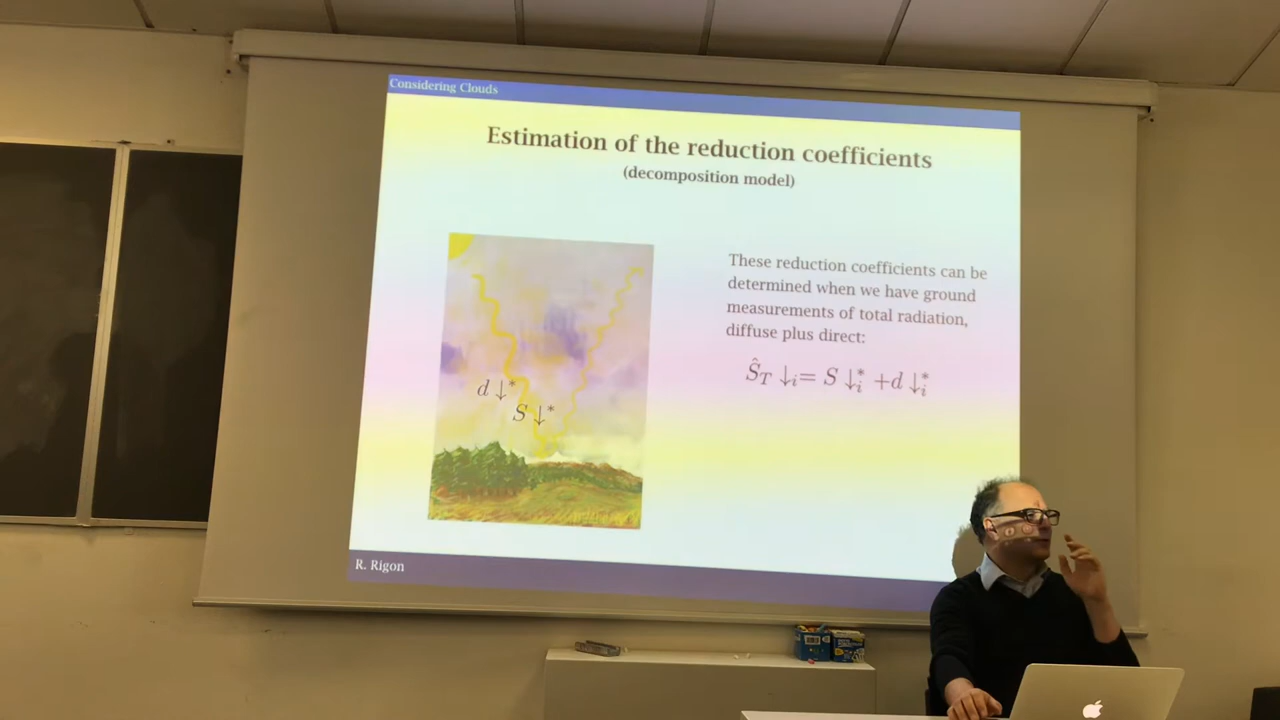 Considering Clouds
Estimation of the reduction coefficients
(decomposition model)
These reduction coefficients can be
determined when we have ground
measurements of total radiation,
diffuse plus direct:
Ŝ_T ↓_i = S ↓_i^* + d ↓_i^*
d ↓^*
S ↓^*
R. Rigon